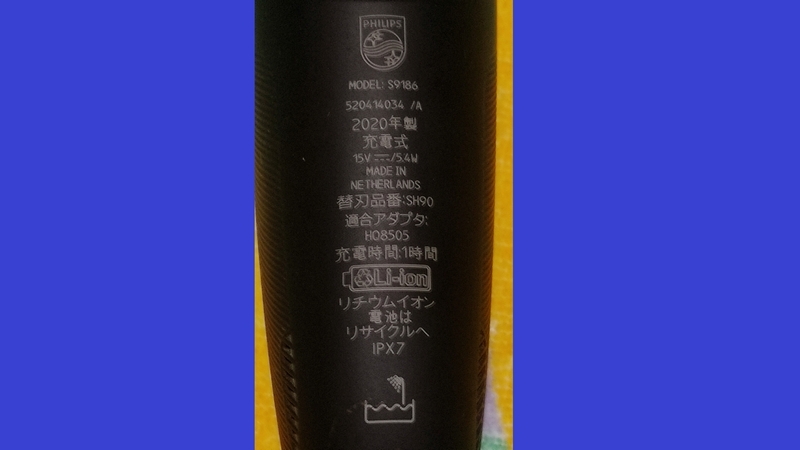 PHILIPS
MODEL: S9186
520414034 /A
2020年製
充電式
15V ⎓/5.4W
MADE IN
NETHERLANDS
替刃品番:SH90
適合アダプタ:
HQ8505
充電時間:1時間
Li-ion
リチウムイオン
電池は
リサイクルへ
IPX7